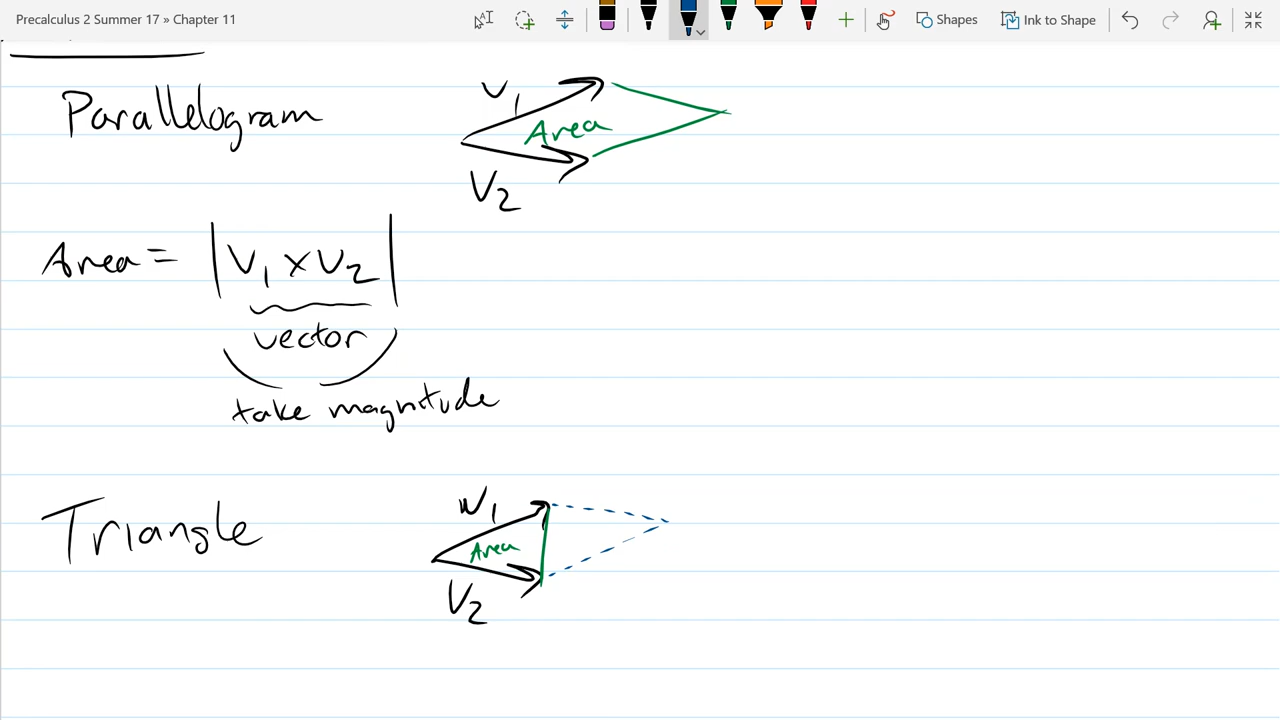 Precalculus 2 Summer 17 » Chapter 11
Shapes
Ink to Shape
Parallelogram
V1
Area
V2
Area = |V1 × V2|
vector
take magnitude
Triangle
V1
Area
V2